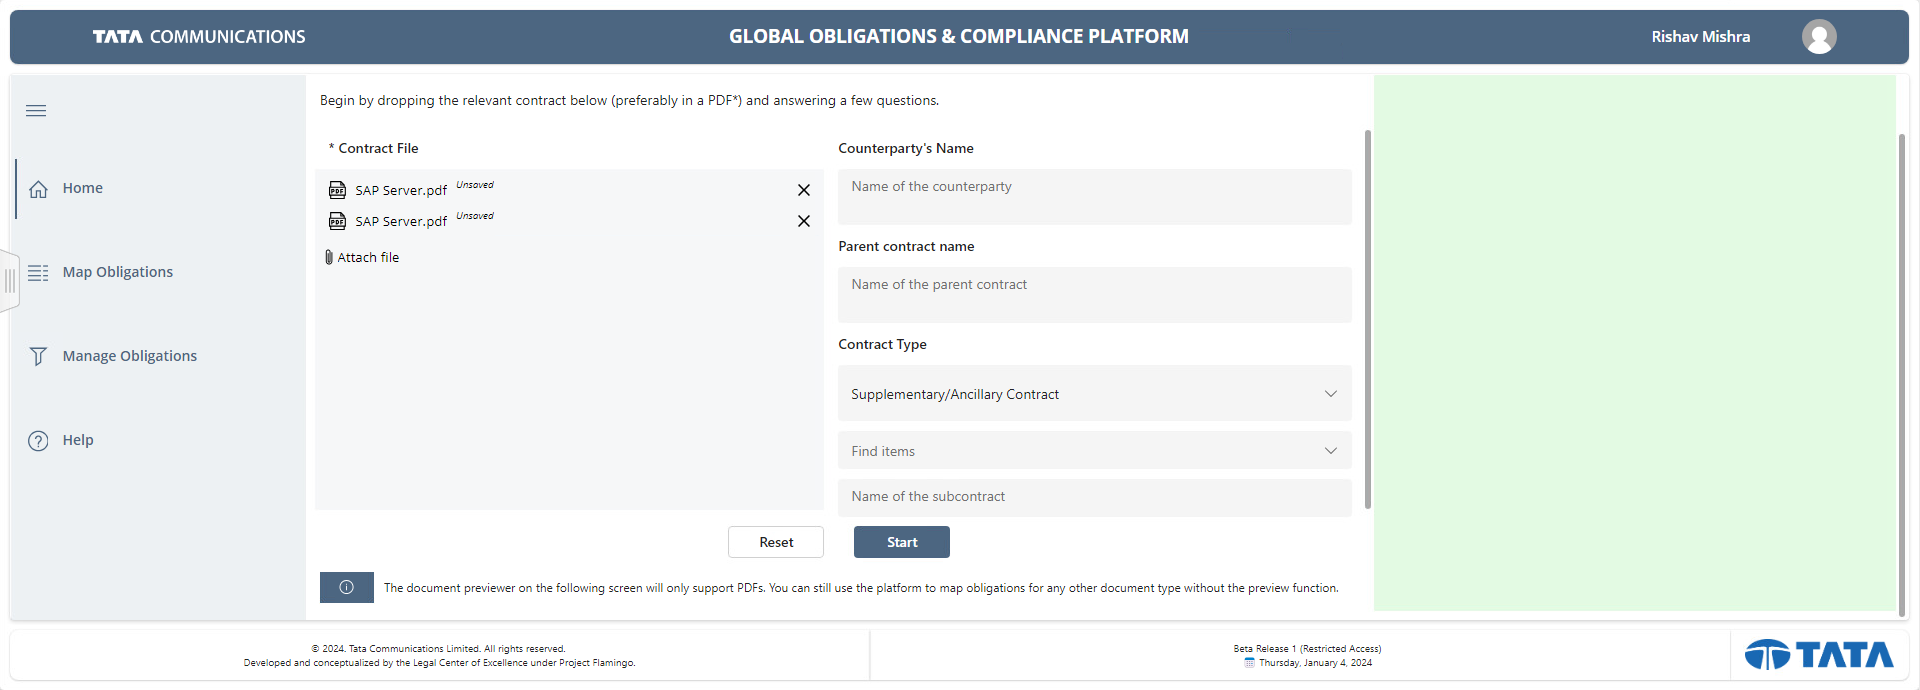 TATA COMMUNICATIONS
GLOBAL OBLIGATIONS & COMPLIANCE PLATFORM
Rishav Mishra
Home
Map Obligations
Manage Obligations
Help
Begin by dropping the relevant contract below (preferably in a PDF*) and answering a few questions.
* Contract File
PDF SAP Server.pdf Unsaved
PDF SAP Server.pdf Unsaved
Attach file
Counterparty's Name
Name of the counterparty
Parent contract name
Name of the parent contract
Contract Type
Supplementary/Ancillary Contract
Find items
Name of the subcontract
Reset
Start
The document previewer on the following screen will only support PDFs. You can still use the platform to map obligations for any other document type without the preview function.
© 2024. Tata Communications Limited. All rights reserved.
Developed and conceptualized by the Legal Center of Excellence under Project Flamingo.
Beta Release 1 (Restricted Access)
Thursday, January 4, 2024
TATA